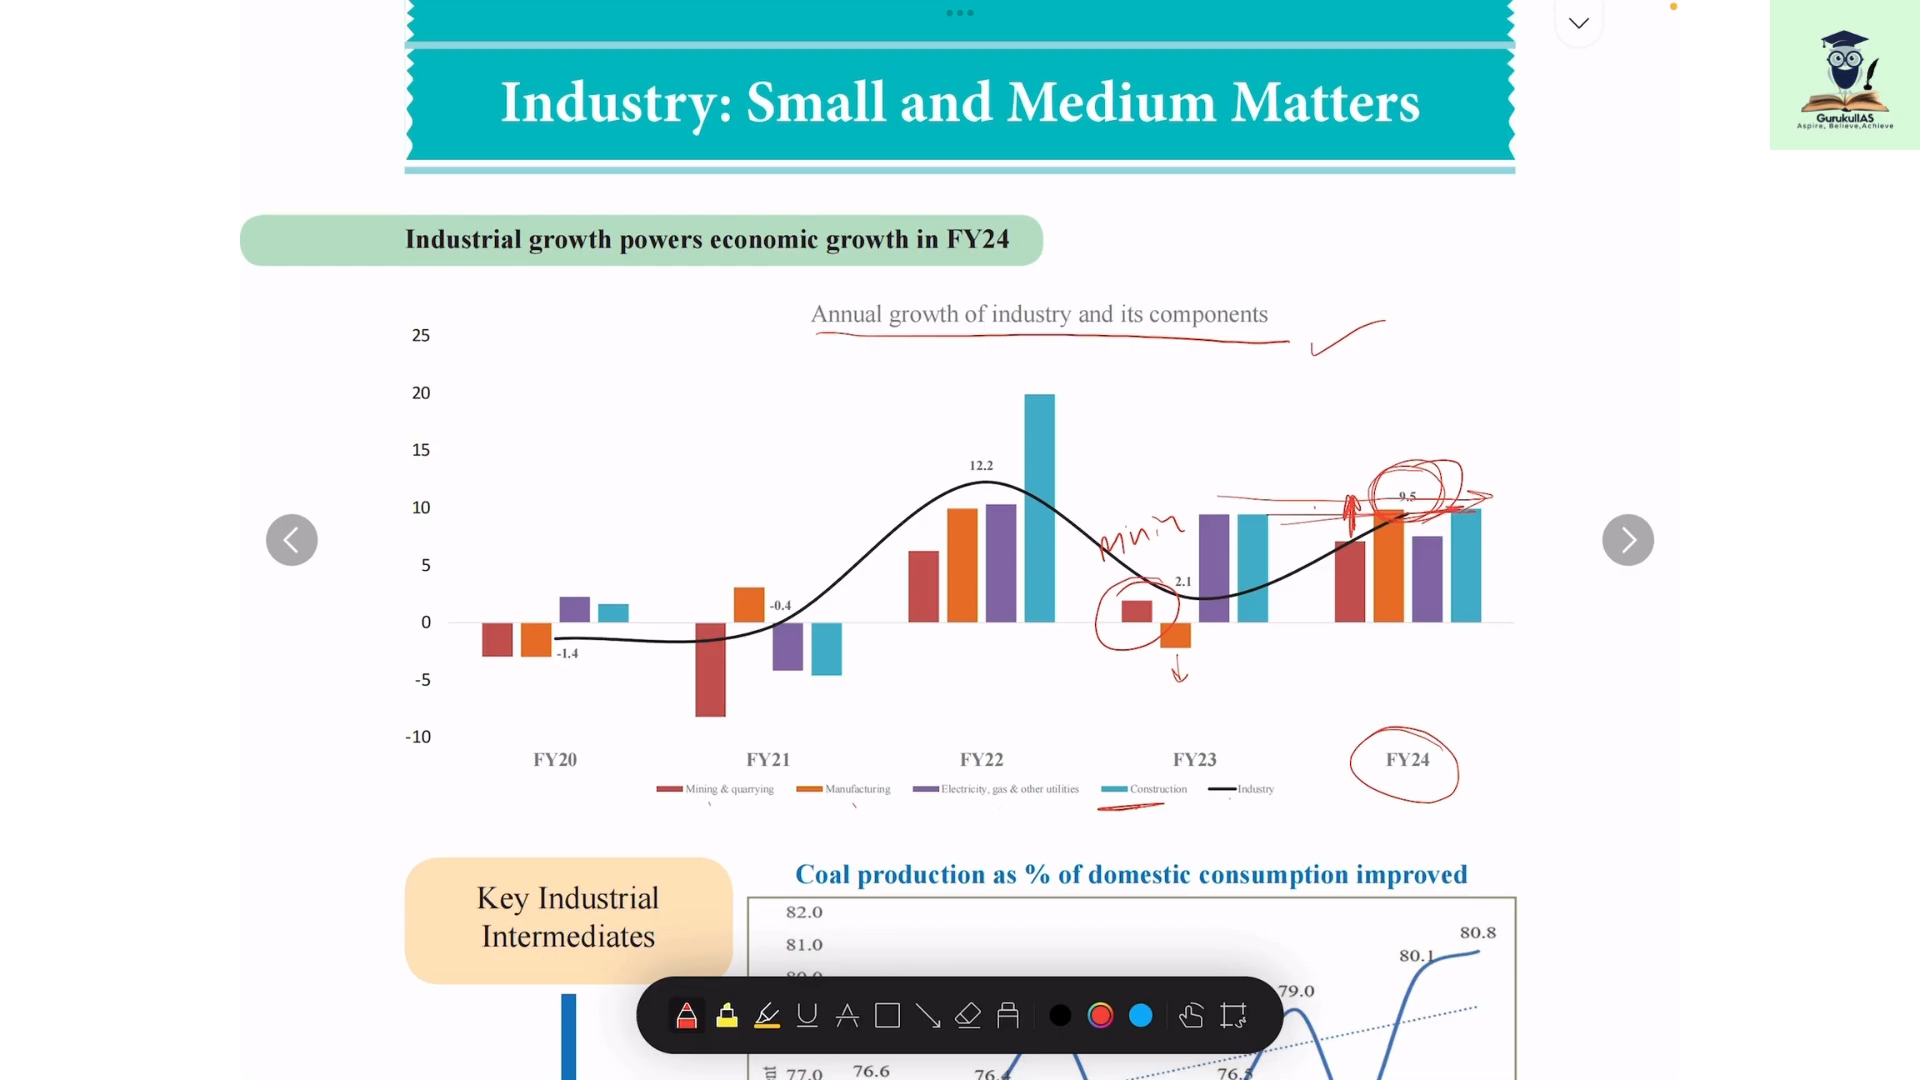 Industry: Small and Medium Matters
GurukulIAS
Aspire, Believe,Achieve
Industrial growth powers economic growth in FY24
Annual growth of industry and its components
25
20
15
10
5
0
-5
-10
-1.4
-0.4
12.2
2.1
9.5
Minin
FY20 FY21 FY22 FY23 FY24
Mining & quarrying Manufacturing Electricity, gas & other utilities Construction Industry
Key Industrial
Intermediates
Coal production as % of domestic consumption improved
82.0
81.0
80.8
80.1
79.0
77.0
76.6
76.5